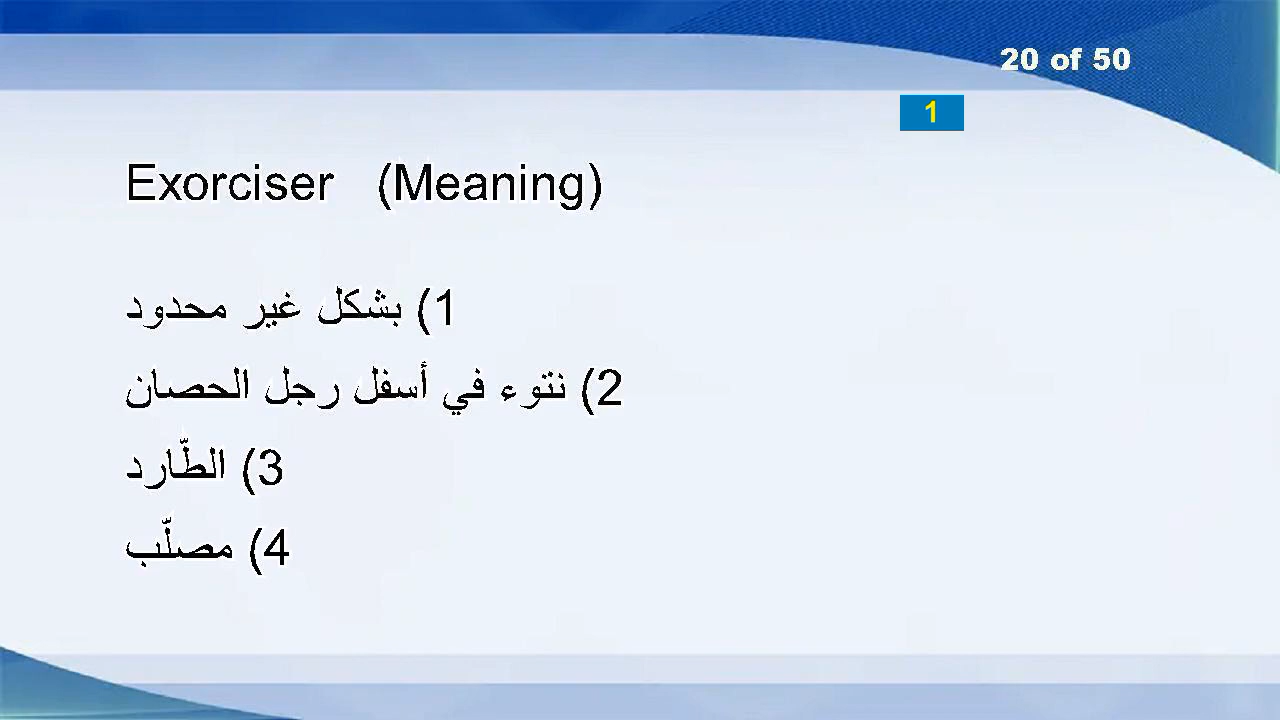 20 of 50
1
Exorciser (Meaning)
1) بشكل غير محدود
2) نتوء في أسفل رجل الحصان
3) الطّارد
4) مصلّب